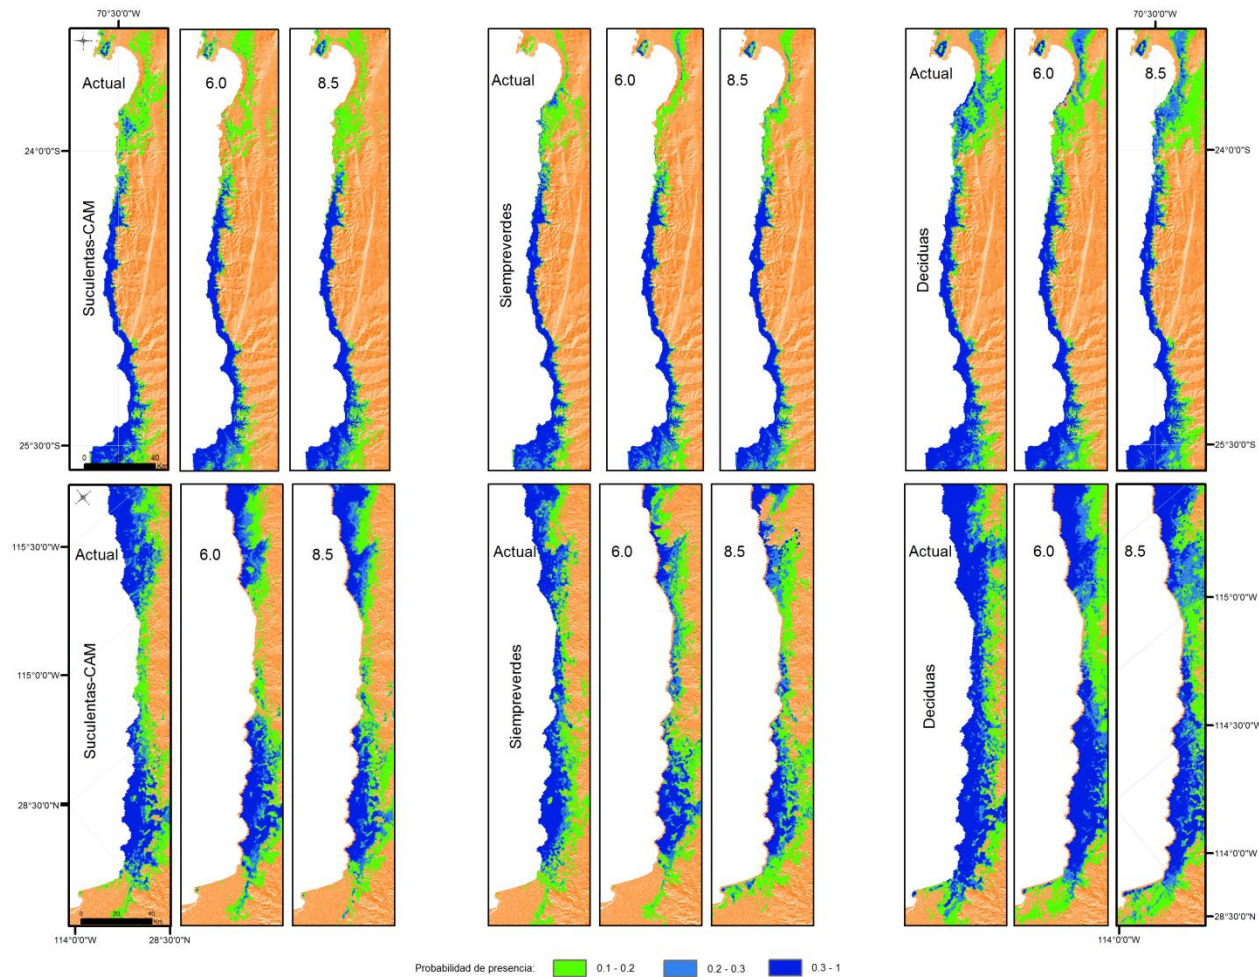 70°30'0"W
70°30'0"W
Actual
6.0
8.5
Actual
6.0
8.5
Actual
6.0
8.5
24°0'0"S
24°0'0"S
Suculentas-CAM
Siempreverdes
Deciduas
25°30'0"S
25°30'0"S
0
40
Km
Actual
6.0
8.5
Actual
6.0
8.5
Actual
6.0
8.5
115°30'0"W
115°0'0"W
115°0'0"W
Suculentas-CAM
Siempreverdes
Deciduas
114°30'0"W
28°30'0"N
114°0'0"W
0
20
40
Km
28°30'0"N
114°0'0"W
28°30'0"N
114°0'0"W
Probabilidad de presencia:
0.1 - 0.2
0.2 - 0.3
0.3 - 1